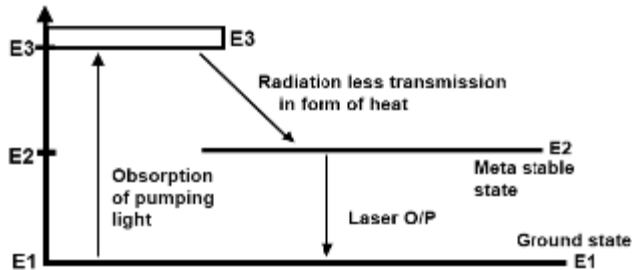 E3
E3
Radiation less transmission
in form of heat
E2
E2
Meta stable
state
Obsorption
of pumping
light
Laser O/P
Ground state
E1
E1